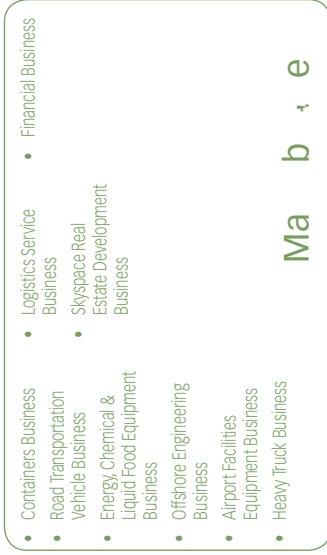 • Containers Business
• Road Transportation
Vehicle Business
• Energy, Chemical &
Liquid Food Equipment
Business
• Offshore Engineering
Business
• Airport Facilities
Equipment Business
• Heavy Truck Business
• Logistics Service
Business
• Skyspace Real
Estate Development
Business
• Financial Business